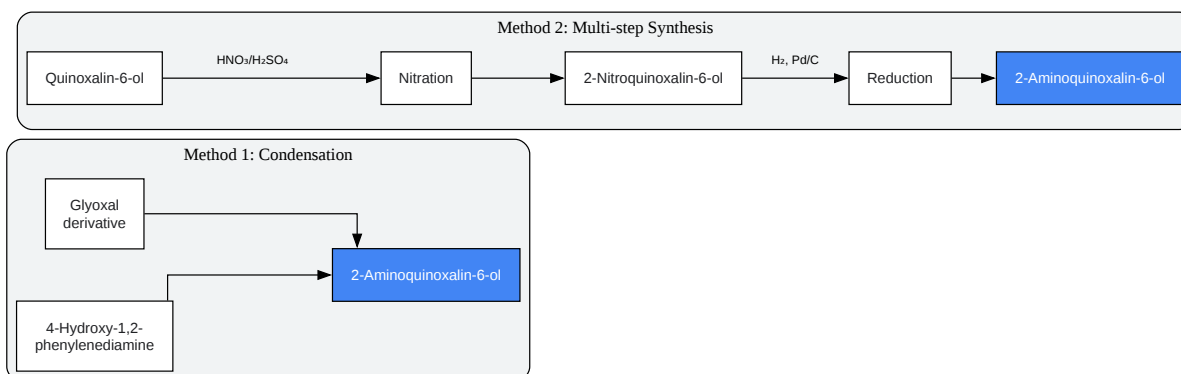 Method 2: Multi-step Synthesis
Quinoxalin-6-ol
HNO₃/H₂SO₄
Nitration
2-Nitroquinoxalin-6-ol
H₂, Pd/C
Reduction
2-Aminoquinoxalin-6-ol
Method 1: Condensation
Glyoxal
derivative
2-Aminoquinoxalin-6-ol
4-Hydroxy-1,2-
phenylenediamine